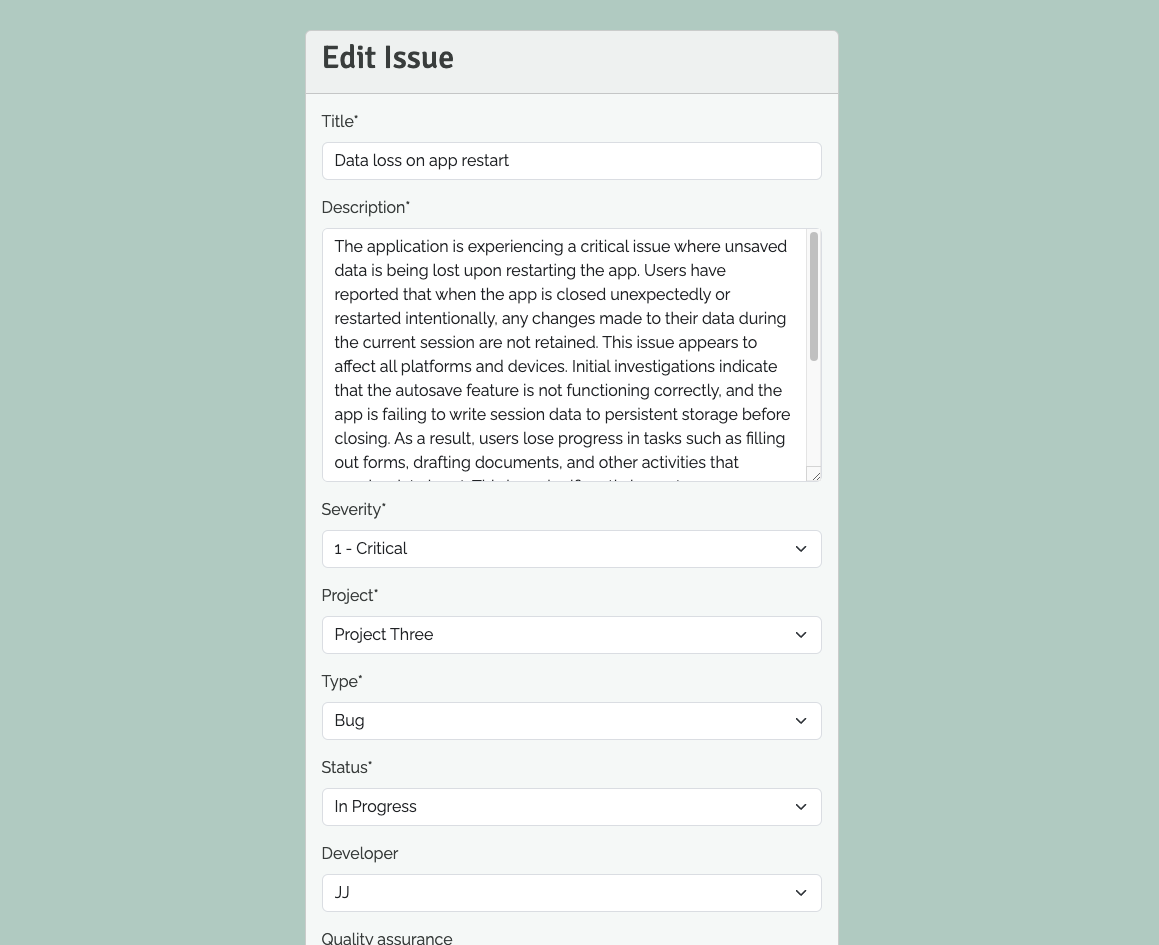 Edit Issue
Title*
Data loss on app restart
Description*
The application is experiencing a critical issue where unsaved
data is being lost upon restarting the app. Users have
reported that when the app is closed unexpectedly or
restarted intentionally, any changes made to their data during
the current session are not retained. This issue appears to
affect all platforms and devices. Initial investigations indicate
that the autosave feature is not functioning correctly, and the
app is failing to write session data to persistent storage before
closing. As a result, users lose progress in tasks such as filling
out forms, drafting documents, and other activities that
Severity*
1 - Critical
Project*
Project Three
Type*
Bug
Status*
In Progress
Developer
JJ
Quality assurance